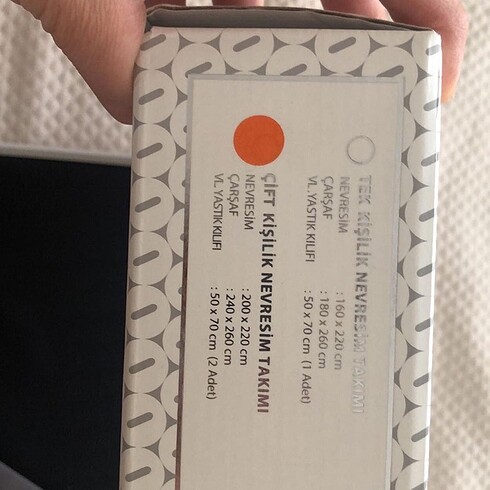 TEK KİŞİLİK NEVRESİM TAKIMI
NEVRESİM : 160 x 220 cm
ÇARŞAF : 180 x 260 cm
VL. YASTIK KILIFI : 50 x 70 cm (1 Adet)
ÇİFT KİŞİLİK NEVRESİM TAKIMI
NEVRESİM : 200 x 220 cm
ÇARŞAF : 240 x 260 cm
VL. YASTIK KILIFI : 50 x 70 cm (2 Adet)